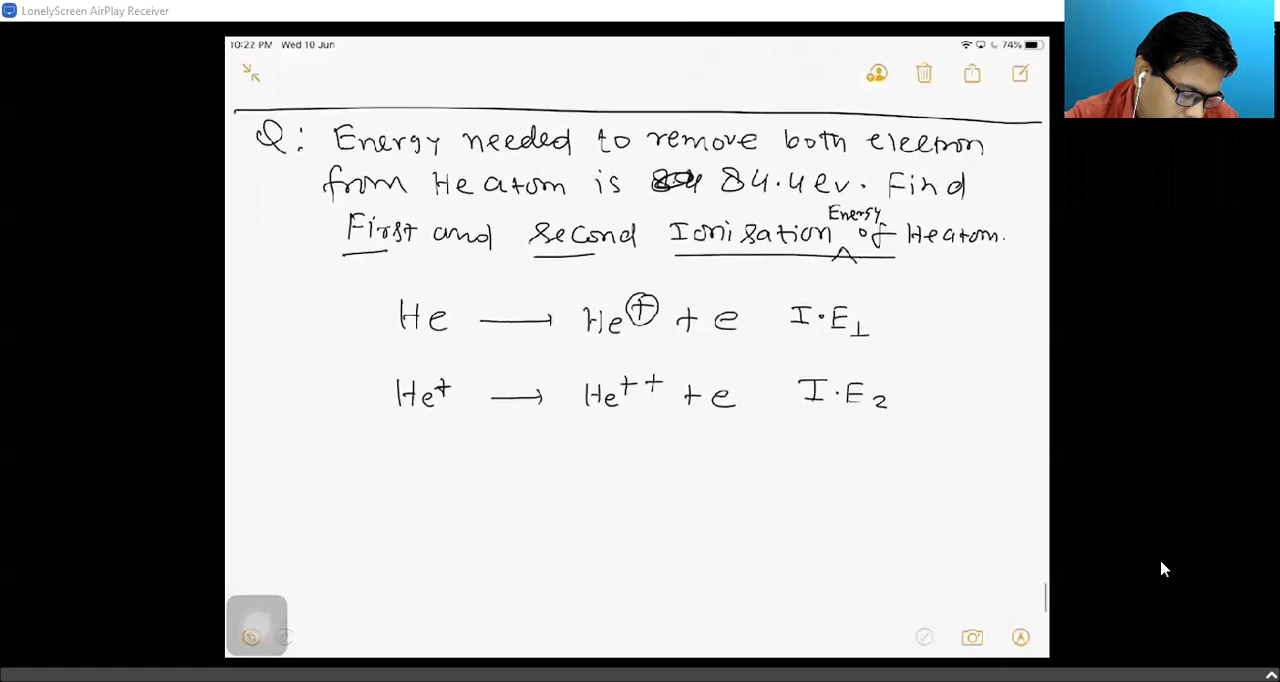 LonelyScreen AirPlay Receiver
10:22 PM Wed 10 Jun 74%
Q: Energy needed to remove both electron
from He atom is 84.4 ev. Find
First and second Ionisation Energy of He atom.
He → He+ + e I.E1
He+ → He++ + e I.E2